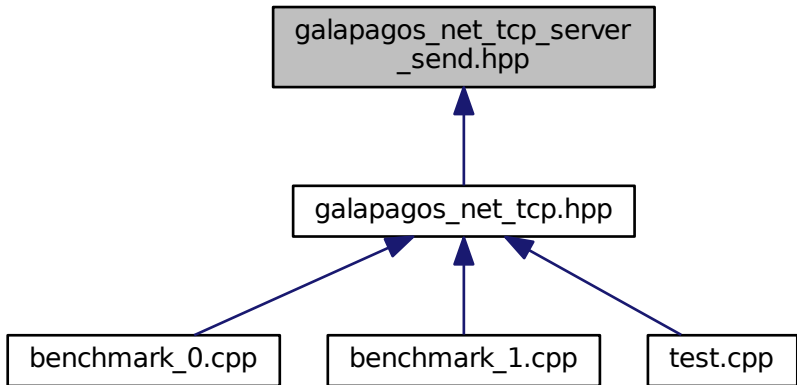 galapagos_net_tcp_server
_send.hpp
galapagos_net_tcp.hpp
benchmark_0.cpp
benchmark_1.cpp
test.cpp